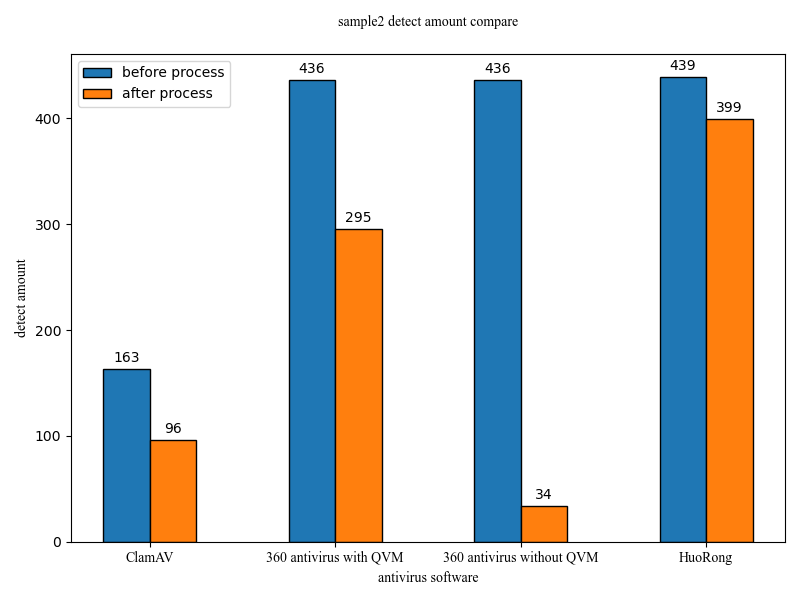 sample2 detect amount compare
before process
after process
436
436
439
399
295
163
96
34
400
300
200
100
0
detect amount
ClamAV
360 antivirus with QVM
360 antivirus without QVM
HuoRong
antivirus software